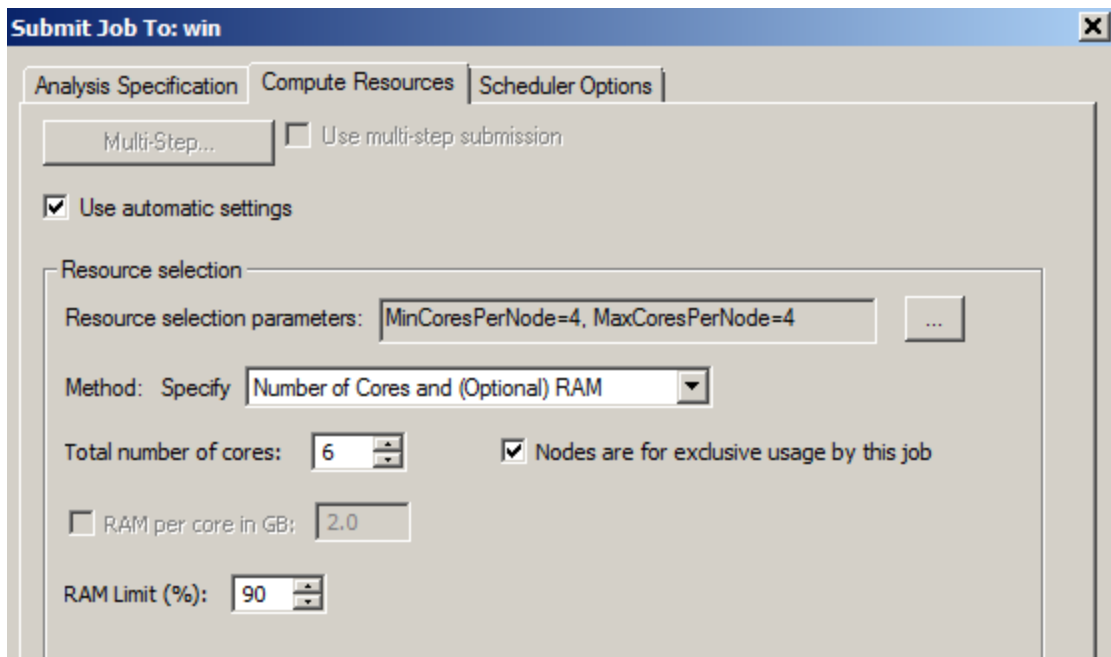 Submit Job To: win
Analysis Specification Compute Resources Scheduler Options
Multi-Step... Use multi-step submission
Use automatic settings
Resource selection
Resource selection parameters: MinCoresPerNode=4, MaxCoresPerNode=4 ...
Method: Specify Number of Cores and (Optional) RAM
Total number of cores: 6 Nodes are for exclusive usage by this job
RAM per core in GB: 2.0
RAM Limit (%): 90